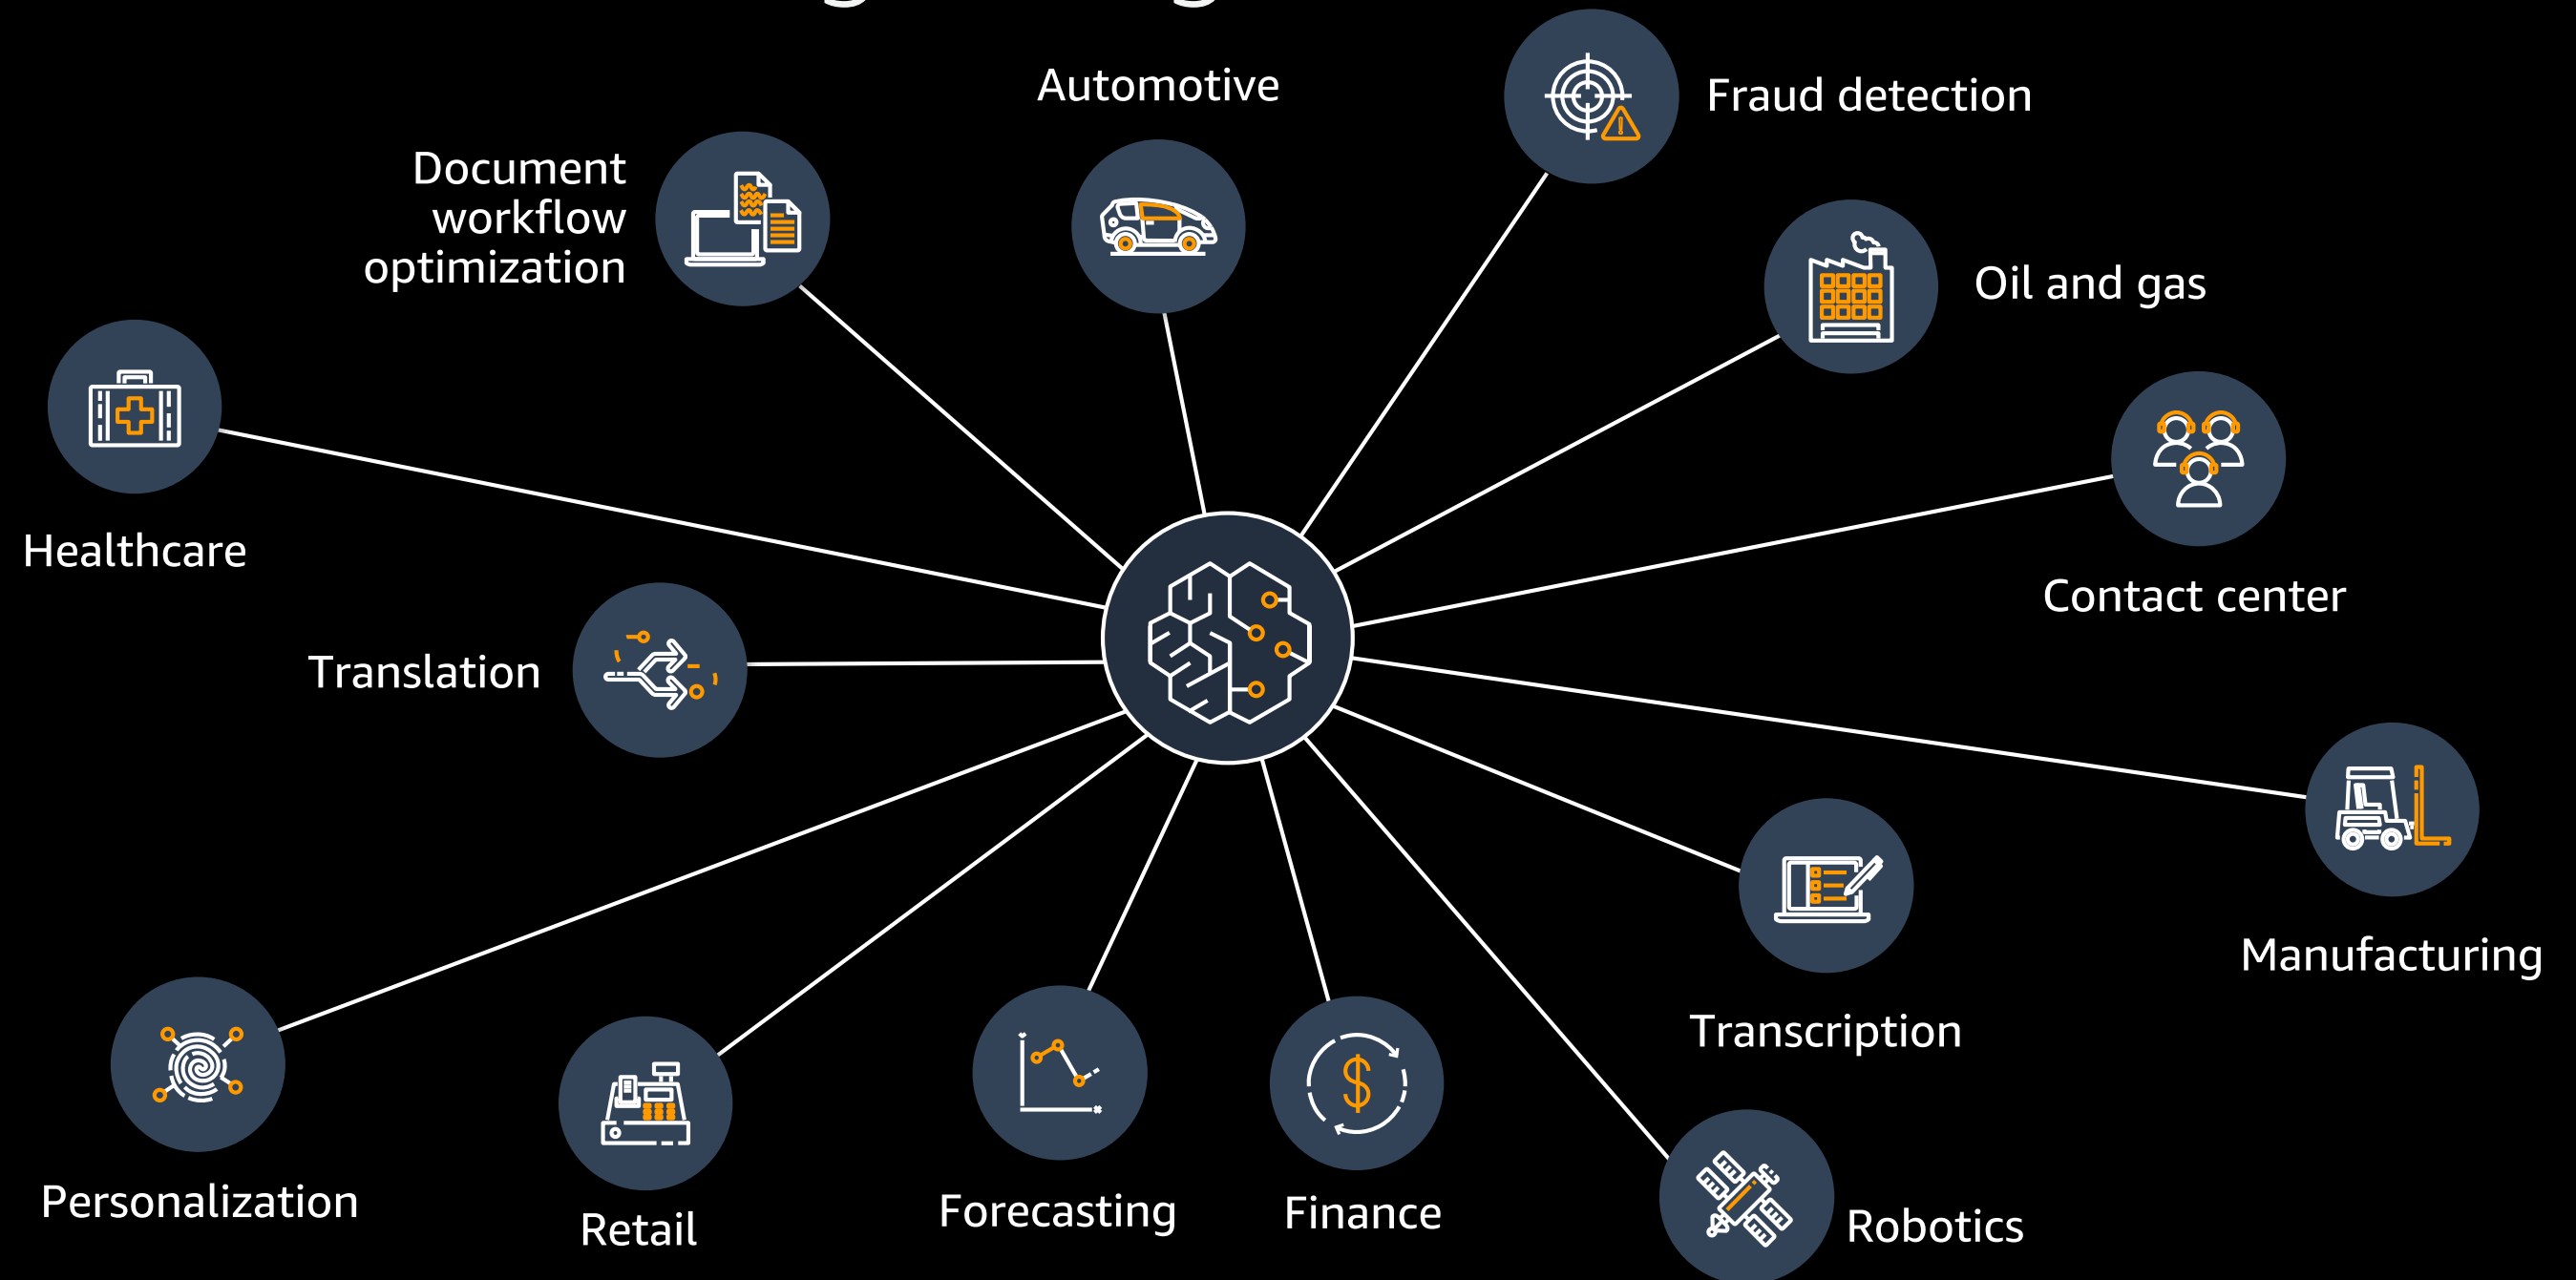 Automotive
Fraud detection
Document
workflow
optimization
Oil and gas
Healthcare
Contact center
Translation
Manufacturing
Transcription
Personalization
Retail
Forecasting
Finance
Robotics